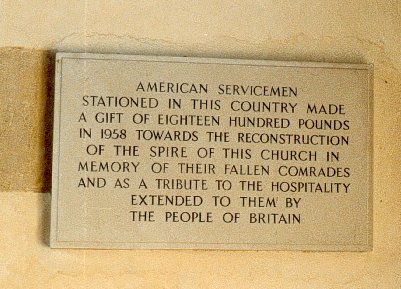 AMERICAN SERVICEMEN
STATIONED IN THIS COUNTRY MADE
A GIFT OF EIGHTEEN HUNDRED POUNDS
IN 1958 TOWARDS THE RECONSTRUCTION
OF THE SPIRE OF THIS CHURCH IN
MEMORY OF THEIR FALLEN COMRADES
AND AS A TRIBUTE TO THE HOSPITALITY
EXTENDED TO THEM BY
THE PEOPLE OF BRITAIN